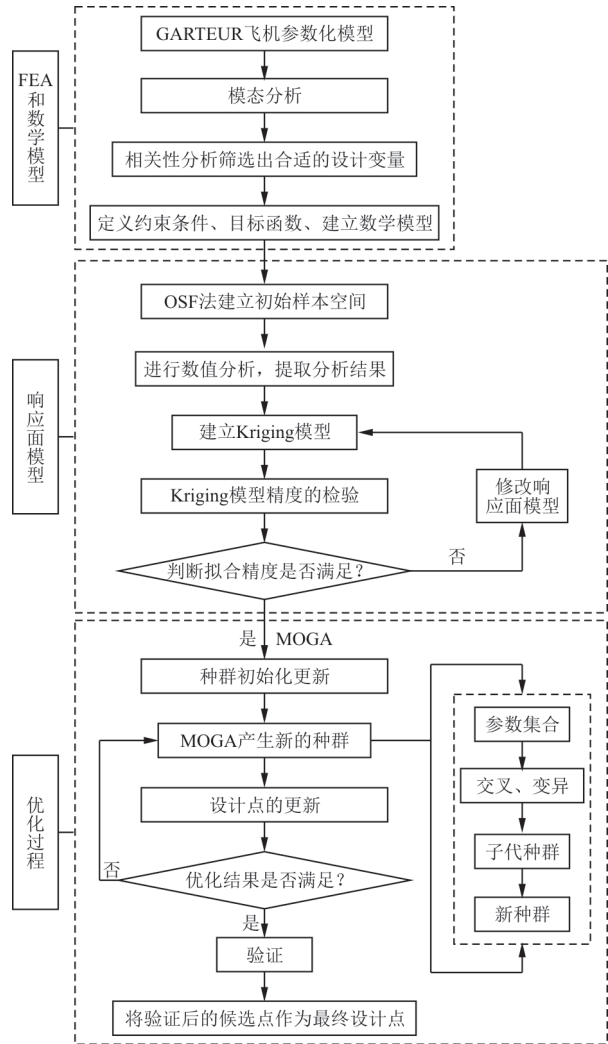 FEA
和
数
学
模
型
GARTEUR飞机参数化模型
模态分析
相关性分析筛选出合适的设计变量
定义约束条件、目标函数、建立数学模型
响
应
面
模
型
OSF法建立初始样本空间
进行数值分析，提取分析结果
建立Kriging模型
Kriging模型精度的检验
修改响
应面模型
判断拟合精度是否满足？
否
是
MOGA
优
化
过
程
种群初始化更新
MOGA产生新的种群
设计点的更新
否
优化结果是否满足？
是
验证
将验证后的候选点作为最终设计点
参数集合
交叉、变异
子代种群
新种群